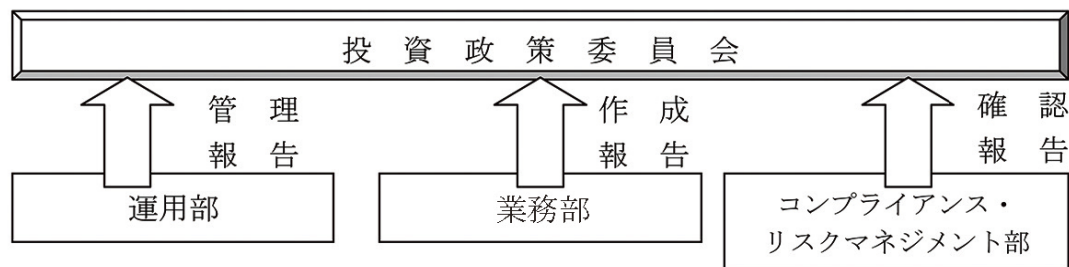 投資政策委員会
管理
報告
作成
報告
確認
報告
運用部
業務部
コンプライアンス・
リスクマネジメント部